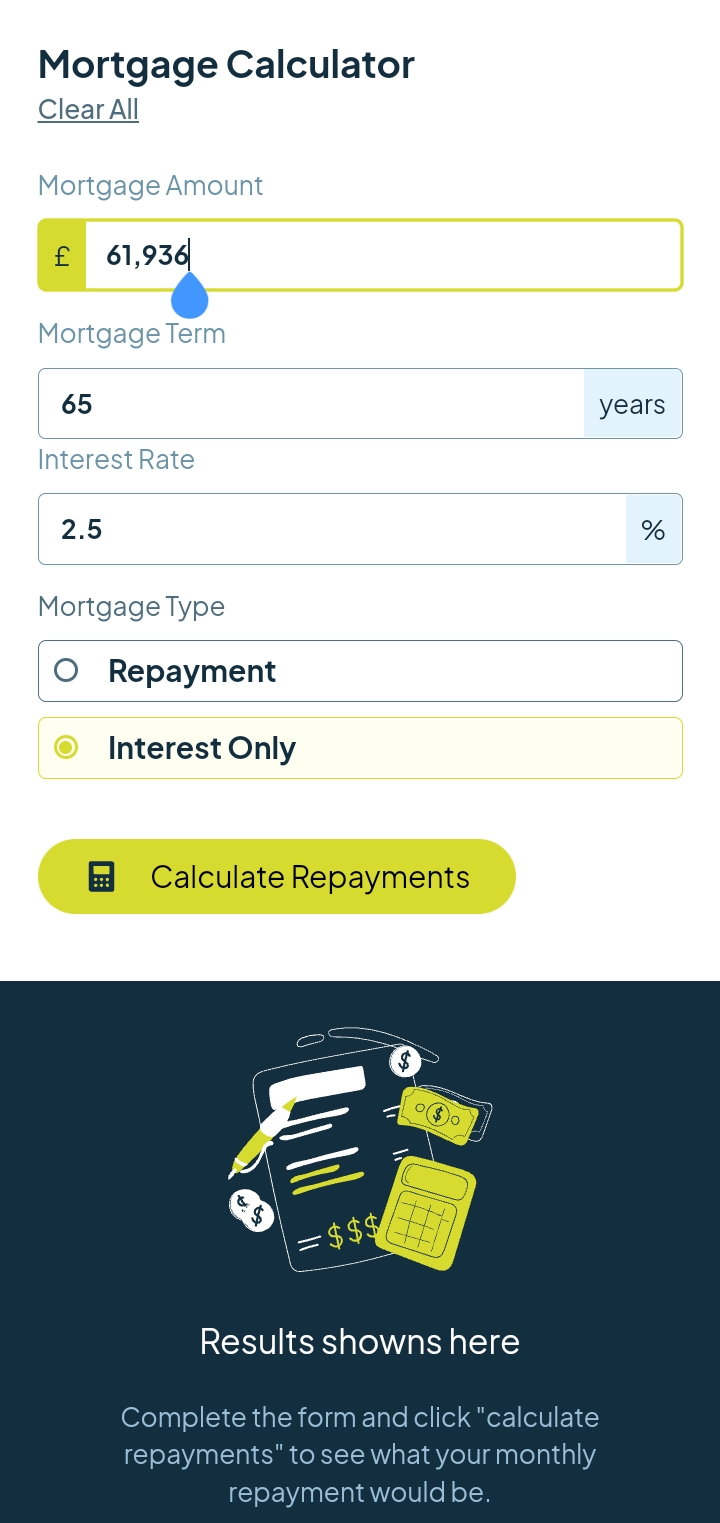 Mortgage Calculator
Clear All
Mortgage Amount
£ 61,936
Mortgage Term
65 years
Interest Rate
2.5 %
Mortgage Type
Repayment
Interest Only
Calculate Repayments
$
$
$ $
$$$
Results showns here
Complete the form and click "calculate
repayments" to see what your monthly
repayment would be.